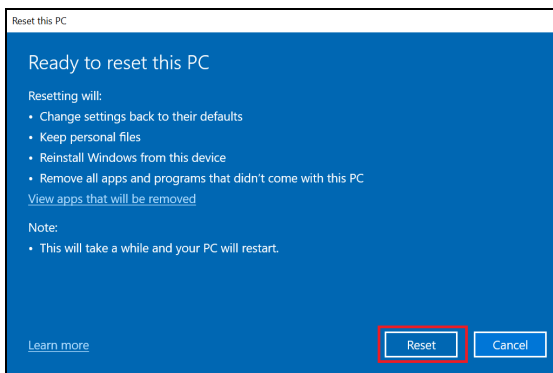 Reset this PC
Ready to reset this PC
Resetting will:
• Change settings back to their defaults
• Keep personal files
• Reinstall Windows from this device
• Remove all apps and programs that didn't come with this PC
View apps that will be removed
Note:
• This will take a while and your PC will restart.
Learn more
Reset
Cancel